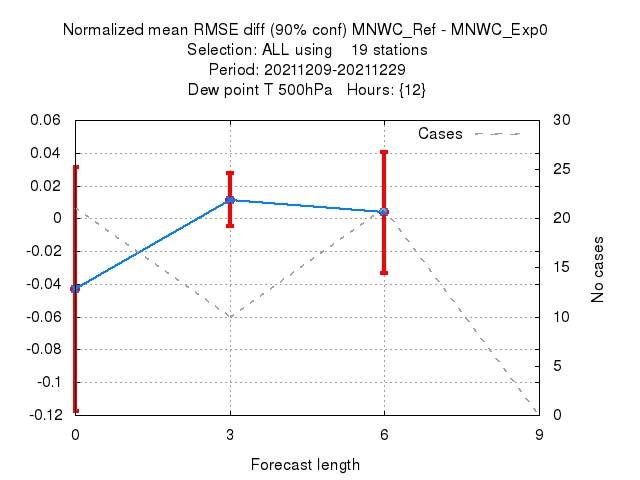 Normalized mean RMSE diff (90% conf) MNWC_Ref - MNWC_Exp0
Selection: ALL using    19 stations
Period: 20211209-20211229
Dew point T 500hPa   Hours: {12}
Cases
0.06
0.04
0.02
0
-0.02
-0.04
-0.06
-0.08
-0.1
-0.12
30
25
20
15
10
5
0
No cases
0 3 6 9
Forecast length